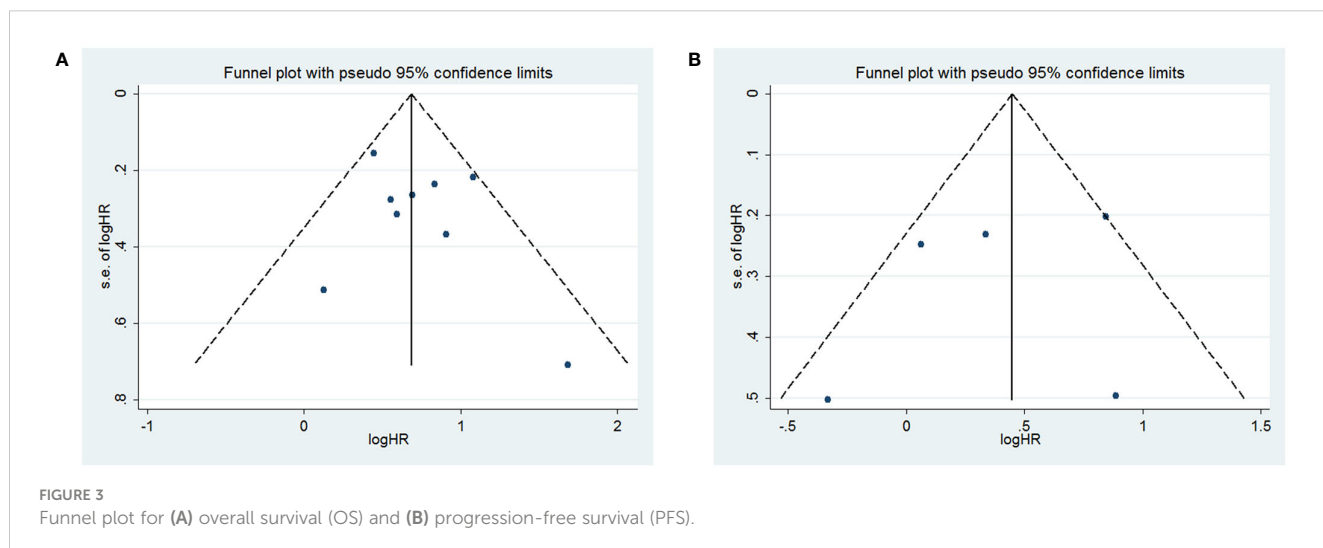 A
Funnel plot with pseudo 95% confidence limits
0
.2
.4
.6
.8
s.e. of logHR
-1
0
1
2
logHR
B
Funnel plot with pseudo 95% confidence limits
0
.1
.2
.3
.4
.5
s.e. of logHR
-.5
0
.5
1
1.5
logHR
FIGURE 3
Funnel plot for (A) overall survival (OS) and (B) progression-free survival (PFS).